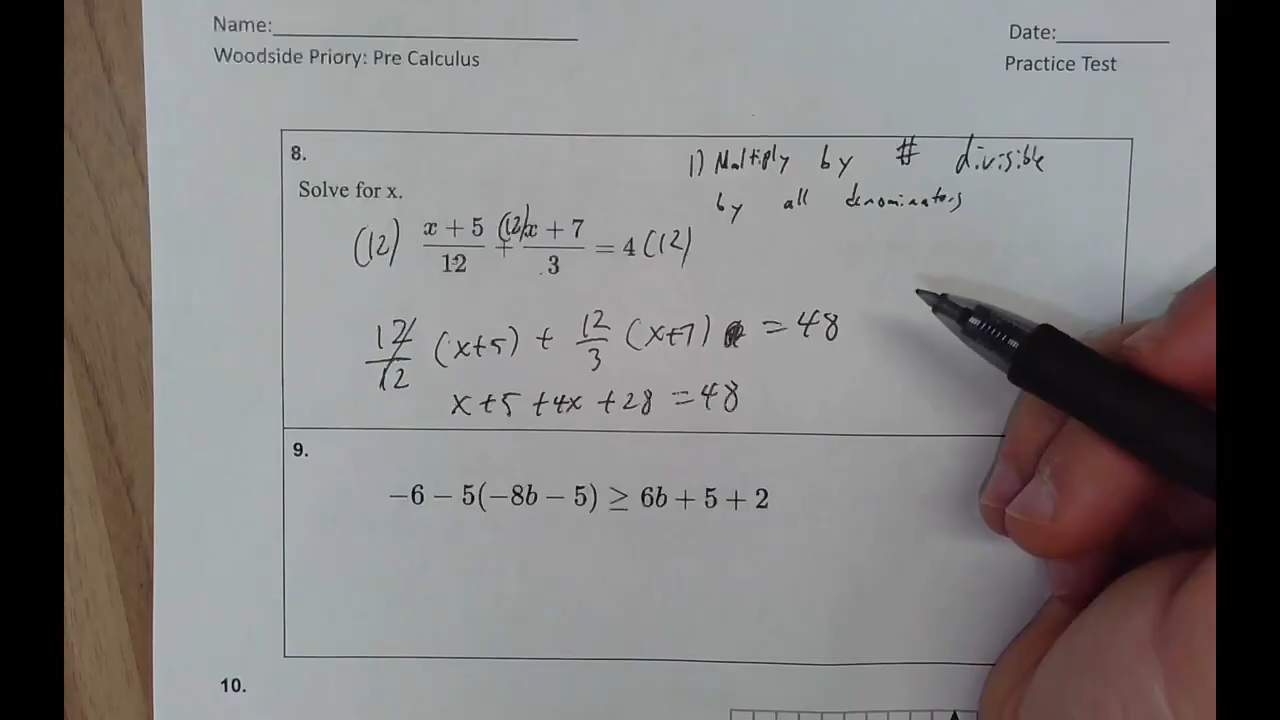 Name:____________________ Date:__________
Woodside Priory: Pre Calculus Practice Test
8.
1) Multiply by # divisible
by all denominators
Solve for x.
(12) (x + 5)/12 + (12) (x + 7)/3 = 4 (12)
12/12 (x+5) + 12/3 (x+7) = 48
x + 5 + 4x + 28 = 48
9.
−6 − 5(−8b − 5) ≥ 6b + 5 + 2
10.